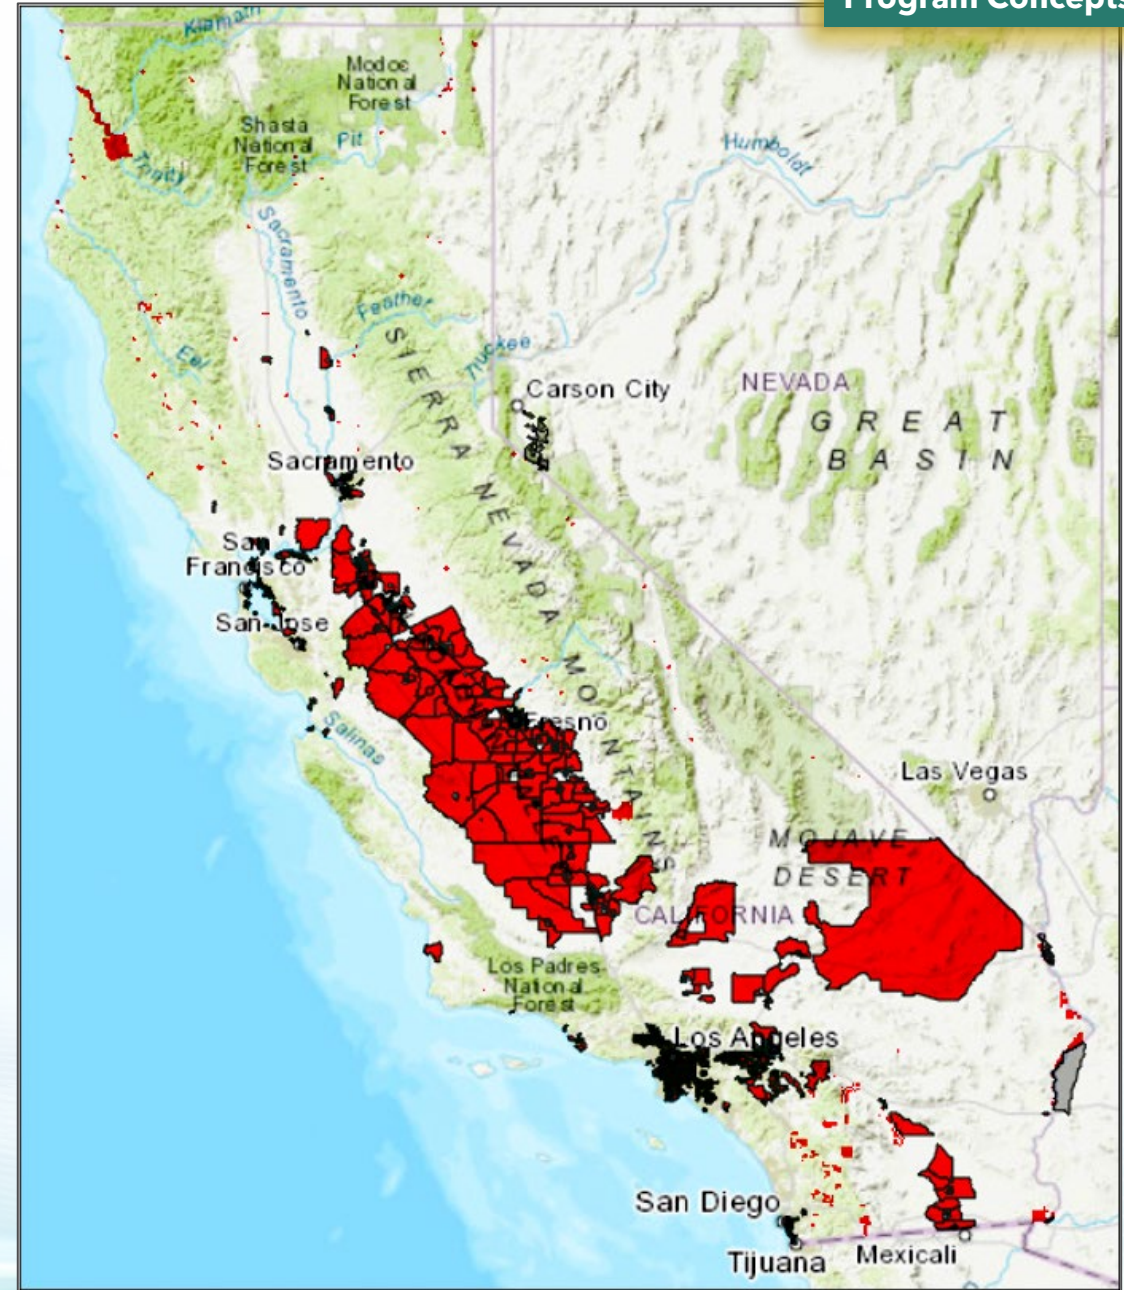 Program Concepts
Klamath
Modoc
National
Forest
Shasta
National
Forest
Pit
Trinity
Humboldt
Sacramento
Feather
Eel
Truckee
SIERRA NEVADA MOUNTAINS
Carson City
NEVADA
GREAT
BASIN
Sacramento
San
Francisco
San Jose
Salinas
Fresno
Las Vegas
MOJAVE
DESERT
CALIFORNIA
Los Padres
National
Forest
Los Angeles
San Diego
Tijuana
Mexicali